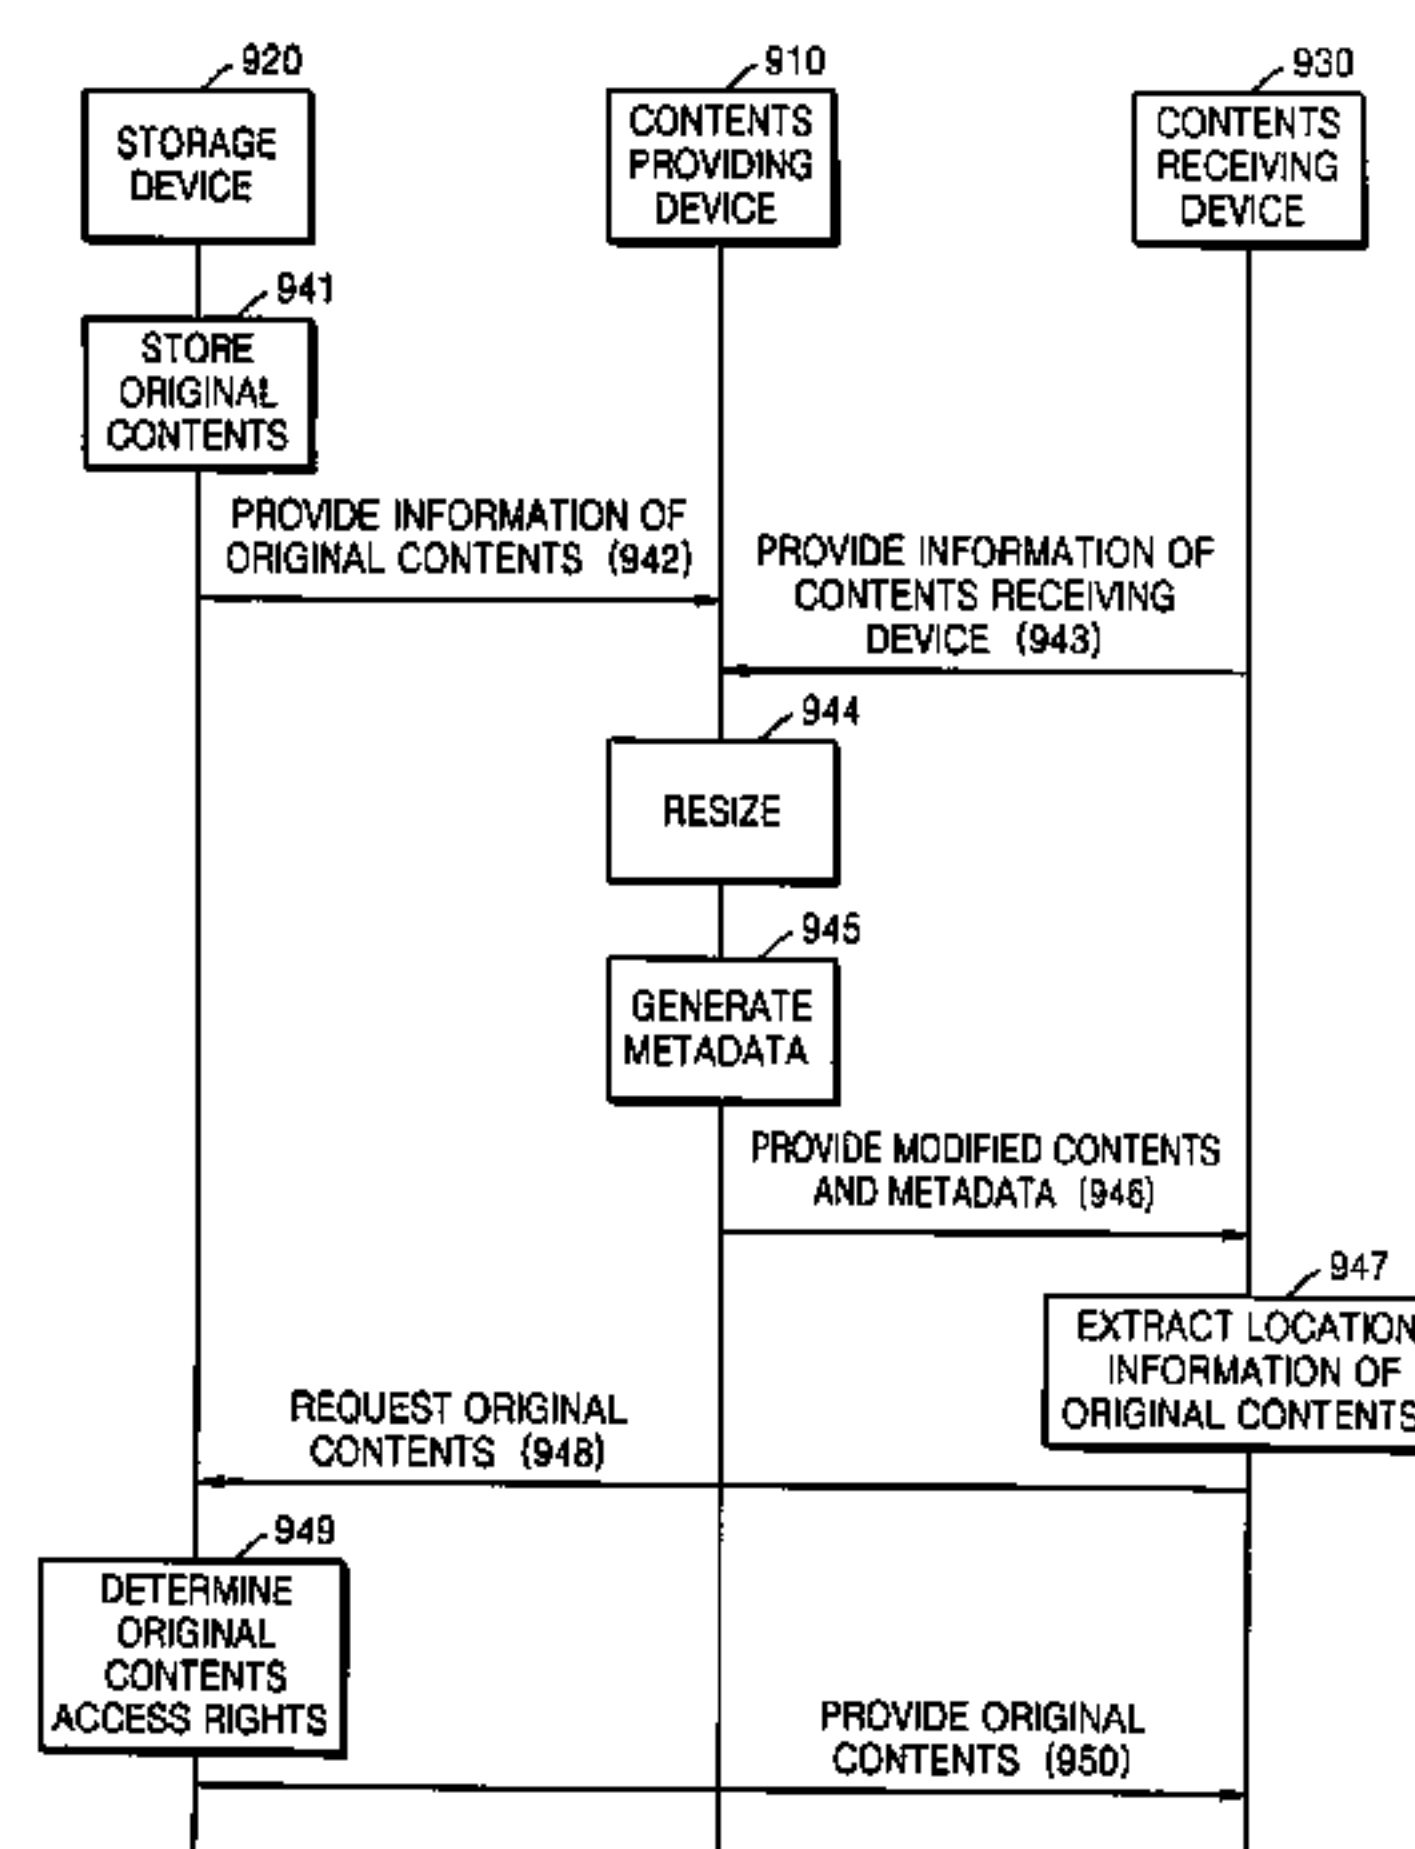 920
STORAGE
DEVICE
910
CONTENTS
PROVIDING
DEVICE
930
CONTENTS
RECEIVING
DEVICE
941
STORE
ORIGINAL
CONTENTS
PROVIDE INFORMATION OF
ORIGINAL CONTENTS (942)
PROVIDE INFORMATION OF
CONTENTS RECEIVING
DEVICE (943)
944
RESIZE
945
GENERATE
METADATA
PROVIDE MODIFIED CONTENTS
AND METADATA (946)
947
EXTRACT LOCATION
INFORMATION OF
ORIGINAL CONTENTS
REQUEST ORIGINAL
CONTENTS (948)
949
DETERMINE
ORIGINAL
CONTENTS
ACCESS RIGHTS
PROVIDE ORIGINAL
CONTENTS (950)